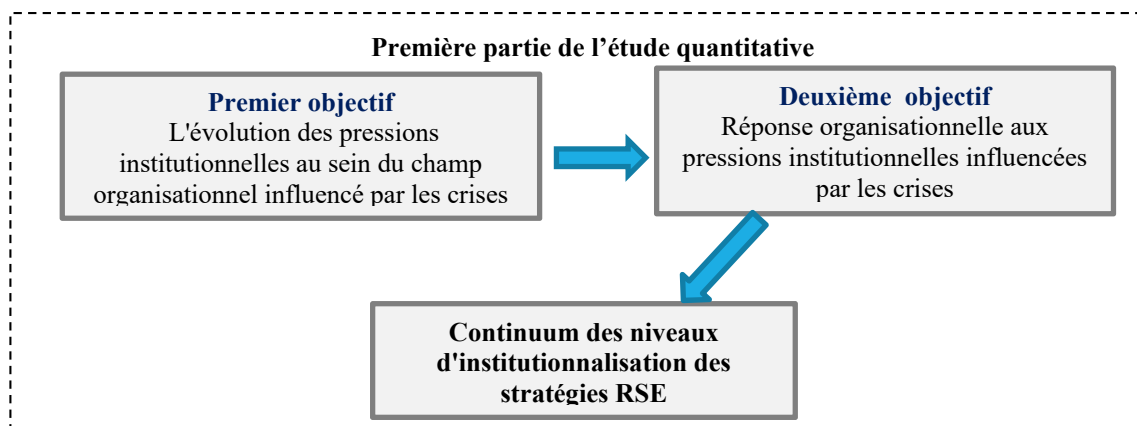 Première partie de l’étude quantitative
Premier objectif
L'évolution des pressions
institutionnelles au sein du champ
organisationnel influencé par les crises
Deuxième objectif
Réponse organisationnelle aux
pressions institutionnelles influencées
par les crises
Continuum des niveaux
d'institutionnalisation des
stratégies RSE